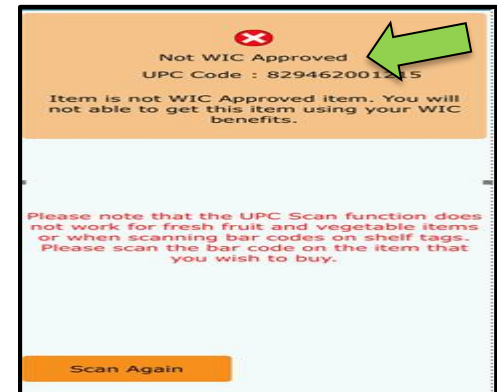 Not WIC Approved
UPC Code : 829462001215
Item is not WIC Approved item. You will
not able to get this item using your WIC
benefits.
Please note that the UPC Scan function does
not work for fresh fruit and vegetable items
or when scanning bar codes on shelf tags.
Please scan the bar code on the item that
you wish to buy.
Scan Again